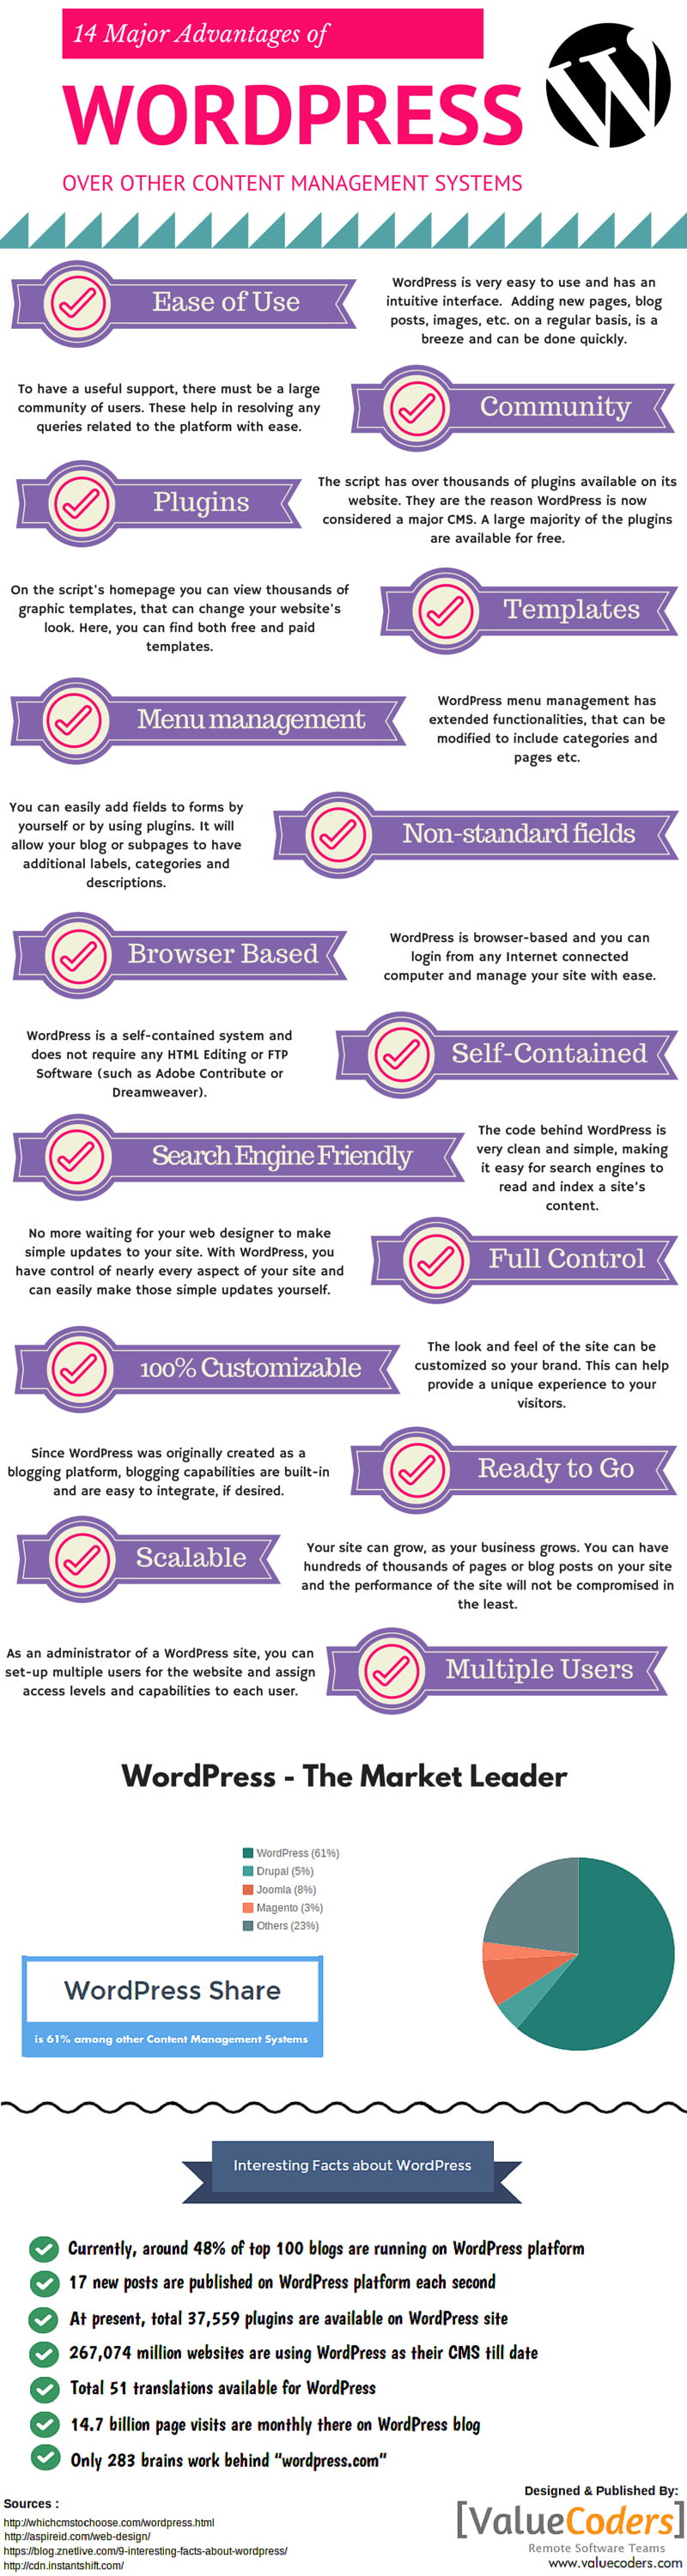 14 Major Advantages of
WORDPRESS
OVER OTHER CONTENT MANAGEMENT SYSTEMS
Ease of Use
WordPress is very easy to use and has an
intuitive interface. Adding new pages, blog
posts, images, etc. on a regular basis, is a
breeze and can be done quickly.
To have a useful support, there must be a large
community of users. These help in resolving any
queries related to the platform with ease.
Community
Plugins
The script has over thousands of plugins available on its
website. They are the reason WordPress is now
considered a major CMS. A large majority of the plugins
are available for free.
On the script's homepage you can view thousands of
graphic templates, that can change your website's
look. Here, you can find both free and paid
templates.
Templates
Menu management
WordPress menu management has
extended functionalities, that can be
modified to include categories and
pages etc.
You can easily add fields to forms by
yourself or by using plugins. It will
allow your blog or subpages to have
additional labels, categories and
descriptions.
Non-standard fields
Browser Based
WordPress is browser-based and you can
login from any Internet connected
computer and manage your site with ease.
WordPress is a self-contained system and
does not require any HTML Editing or FTP
Software (such as Adobe Contribute or
Dreamweaver).
Self-Contained
Search Engine Friendly
The code behind WordPress is
very clean and simple, making
it easy for search engines to
read and index a site's
content.
No more waiting for your web designer to make
simple updates to your site. With WordPress, you
have control of nearly every aspect of your site and
can easily make those simple updates yourself.
Full Control
100% Customizable
The look and feel of the site can be
customized so your brand. This can help
provide a unique experience to your
visitors.
Since WordPress was originally created as a
blogging platform, blogging capabilities are built-in
and are easy to integrate, if desired.
Ready to Go
Scalable
Your site can grow, as your business grows. You can have
hundreds of thousands of pages or blog posts on your site
and the performance of the site will not be compromised in
the least.
As an administrator of a WordPress site, you can
set-up multiple users for the website and assign
access levels and capabilities to each user.
Multiple Users
WordPress - The Market Leader
WordPress (61%)
Drupal (5%)
Joomla (8%)
Magento (3%)
Others (23%)
WordPress Share
is 61% among other Content Management Systems
Interesting Facts about WordPress
Currently, around 48% of top 100 blogs are running on WordPress platform
17 new posts are published on WordPress platform each second
At present, total 37,559 plugins are available on WordPress site
267,074 million websites are using WordPress as their CMS till date
Total 51 translations available for WordPress
14.7 billion page visits are monthly there on WordPress blog
Only 283 brains work behind "wordpress.com"
Sources :
http://whichcmstochoose.com/wordpress.html
http://aspireid.com/web-design/
https://blog.znetlive.com/9-interesting-facts-about-wordpress/
http://cdn.instantshift.com/
Designed & Published By:
[ValueCoders]
Remote Software Teams
www.valuecoders.com